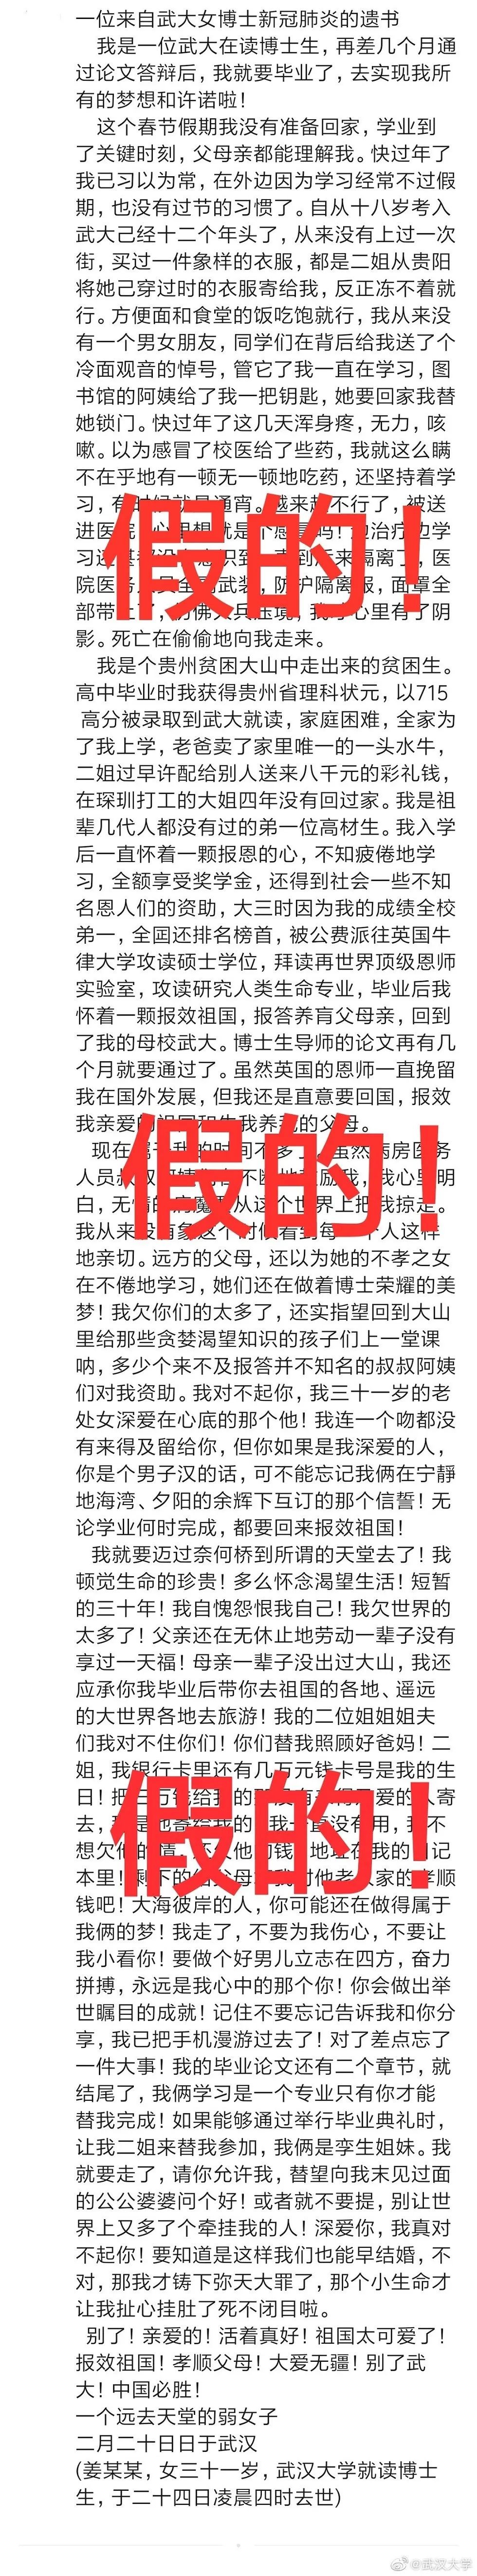 一位来自武大女博士新冠肺炎的遗书
我是一位武大在读博士生，再差几个月通
过论文答辩后，我就要毕业了，去实现我所
有的梦想和许诺啦！
这个春节假期我没有准备回家，学业到
了关键时刻，父母亲都能理解我。快过年了
我已习以为常，在外边因为学习经常不过假
期，也没有过节的习惯了。自从十八岁考入
武大己经十二个年头了，从来没有上过一次
街，买过一件象样的衣服，都是二姐从贵阳
将她己穿过时的衣服寄给我，反正冻不着就
行。方便面和食堂的饭吃饱就行，我从来没
有一个男女朋友，同学们在背后给我送了个
冷面观音的悼号，管它了我一直在学习，图
书馆的阿姨给了我一把钥匙，她要回家我替
她锁门。快过年了这几天浑身疼，无力，咳
嗽。以为感冒了校医给了些药，我就这么瞒
不在乎地有一顿无一顿地吃药，还坚持着学
习，有时候就是通宵。越来越不行了，被送
进医院
假的！
习
医
院医务
防护隔离服，面罩全
部带
我
心里有了阴
影。死亡在偷偷地向我走来。
我是个贵州贫困大山中走出来的贫困生。
高中毕业时我获得贵州省理科状元，以715
高分被录取到武大就读，家庭困难，全家为
了我上学，老爸卖了家里唯一的一头水牛，
二姐过早许配给别人送来八千元的彩礼钱，
在琛玔打工的大姐四年没有回过家。我是祖
辈几代人都没有过的弟一位高材生。我入学
后一直怀着一颗报恩的心，不知疲倦地学
习，全额享受奖学金，还得到社会一些不知
名恩人们的资助，大三时因为我的成绩全校
弟一，全国还排名榜首，被公费派往英国牛
律大学攻读硕士学位，拜读再世界顶级恩师
实验室，攻读研究人类生命专业，毕业后我
怀着一颗报效祖国，报答养肓父母亲，回到
了我的母校武大。博士生导师的论文再有几
个月就要通过了。虽然英国的恩师一直挽留
我在国外发展，但我还是直意要回国，报效
我亲爱的祖国和生我养我的父母。
现在属于我的时间不多了。虽然病房医务
假的！
人员
不断地
励我，我心里明
白，无情
从这个世界上把我掠走。
我从来没有象这个时候看到每一个人这样
地亲切。远方的父母，还以为她的不孝之女
在不倦地学习，她们还在做着博士荣耀的美
梦！我欠你们的太多了，还实指望回到大山
里给那些贪婪渴望知识的孩子们上一堂课
呐，多少个来不及报答并不知名的叔叔阿姨
们对我资助。我对不起你，我三十一岁的老
处女深爱在心底的那个他！我连一个吻都没
有来得及留给你，但你如果是我深爱的人，
你是个男子汉的话，可不能忘记我俩在宁静
地海湾、夕阳的余辉下互订的那个信誓！无
论学业何时完成，都要回来报效祖国！
我就要迈过奈何桥到所谓的天堂去了！我
顿觉生命的珍贵！多么怀念渴望生活！短暂
的三十年！我自愧怨恨我自己！我欠世界的
太多了！父亲还在无休止地劳动一辈子没有
享过一天福！母亲一辈子没出过大山，我还
应承你我毕业后带你去祖国的各地、遥远
的大世界各地去旅游！我的二位姐姐姐夫
们我对不住你们！你们替我照顾好爸妈！二
姐，我银行卡里还有几万元钱卡号是我的生
日！把三万钱给我的
爱的人寄
假的！
去，
寄给我的
我一直没有用，我不
想欠他
他
钱
地址在我的日记
本里！剩下的
父母
我对他老人家的孝顺
钱吧！大海彼岸的人，你可能还在做得属于
我俩的梦！我走了，不要为我伤心，不要让
我小看你！要做个好男儿立志在四方，奋力
拼搏，永远是我心中的那个你！你会做出举
世瞩目的成就！记住不要忘记告诉我和你分
享，我已把手机漫游过去了！对了差点忘了
一件大事！我的毕业论文还有二个章节，就
结尾了，我俩学习是一个专业只有你才能
替我完成！如果能够通过举行毕业典礼时，
让我二姐来替我参加，我俩是孪生姐妹。我
就要走了，请你允许我，替望向我末见过面
的公公婆婆问个好！或者就不要提，别让世
界上又多了个牵挂我的人！深爱你，我真对
不起你！要知道是这样我们也能早结婚，不
对，那我才铸下弥天大罪了，那个小生命才
让我扯心挂肚了死不闭目啦。
别了！亲爱的！活着真好！祖国太可爱了！
报效祖国！孝顺父母！大爱无疆！别了武
大！中国必胜！
一个远去天堂的弱女子
二月二十日日于武汉
(姜某某，女三十一岁，武汉大学就读博士
生，于二十四日凌晨四时去世)
@武汉大学